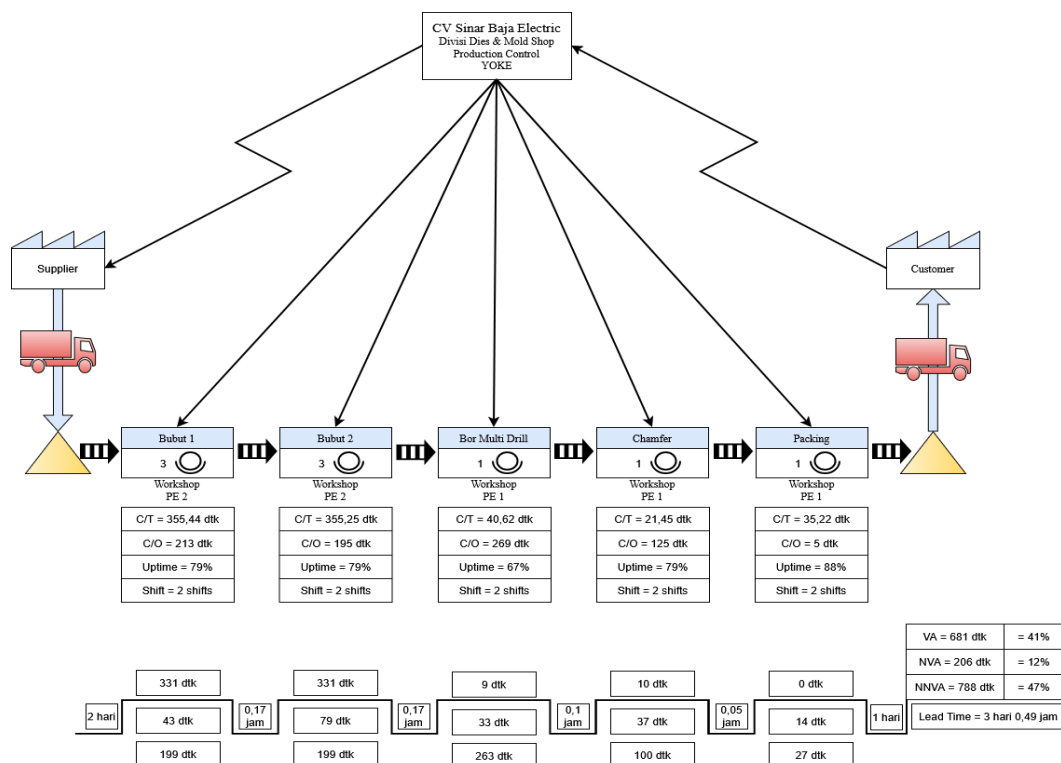 CV Sinar Baja Electric
Divisi Dies & Mold Shop
Production Control
YOKE
Supplier
Customer
Bubut 1
Bubut 2
Bor Multi Drill
Chamfer
Packing
3
3
1
1
1
Workshop
PE 2
Workshop
PE 2
Workshop
PE 1
Workshop
PE 1
Workshop
PE 1
C/T = 355,44 dtk
C/T = 355,25 dtk
C/T = 40,62 dtk
C/T = 21,45 dtk
C/T = 35,22 dtk
C/O = 213 dtk
C/O = 195 dtk
C/O = 269 dtk
C/O = 125 dtk
C/O = 5 dtk
Uptime = 79%
Uptime = 79%
Uptime = 67%
Uptime = 79%
Uptime = 88%
Shift = 2 shifts
Shift = 2 shifts
Shift = 2 shifts
Shift = 2 shifts
Shift = 2 shifts
VA = 681 dtk = 41%
NVA = 206 dtk = 12%
NNVA = 788 dtk = 47%
Lead Time = 3 hari 0,49 jam
331 dtk
331 dtk
9 dtk
10 dtk
0 dtk
2 hari
43 dtk
0,17
jam
79 dtk
0,17
jam
33 dtk
0,1
jam
37 dtk
0,05
jam
14 dtk
1 hari
199 dtk
199 dtk
263 dtk
100 dtk
27 dtk